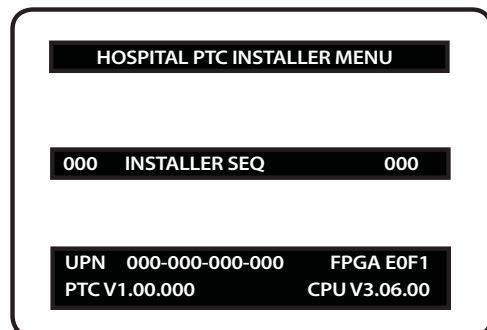 HOSPITAL PTC INSTALLER MENU
000 INSTALLER SEQ 000
UPN 000-000-000-000 FPGA E0F1
PTC V1.00.000 CPU V3.06.00